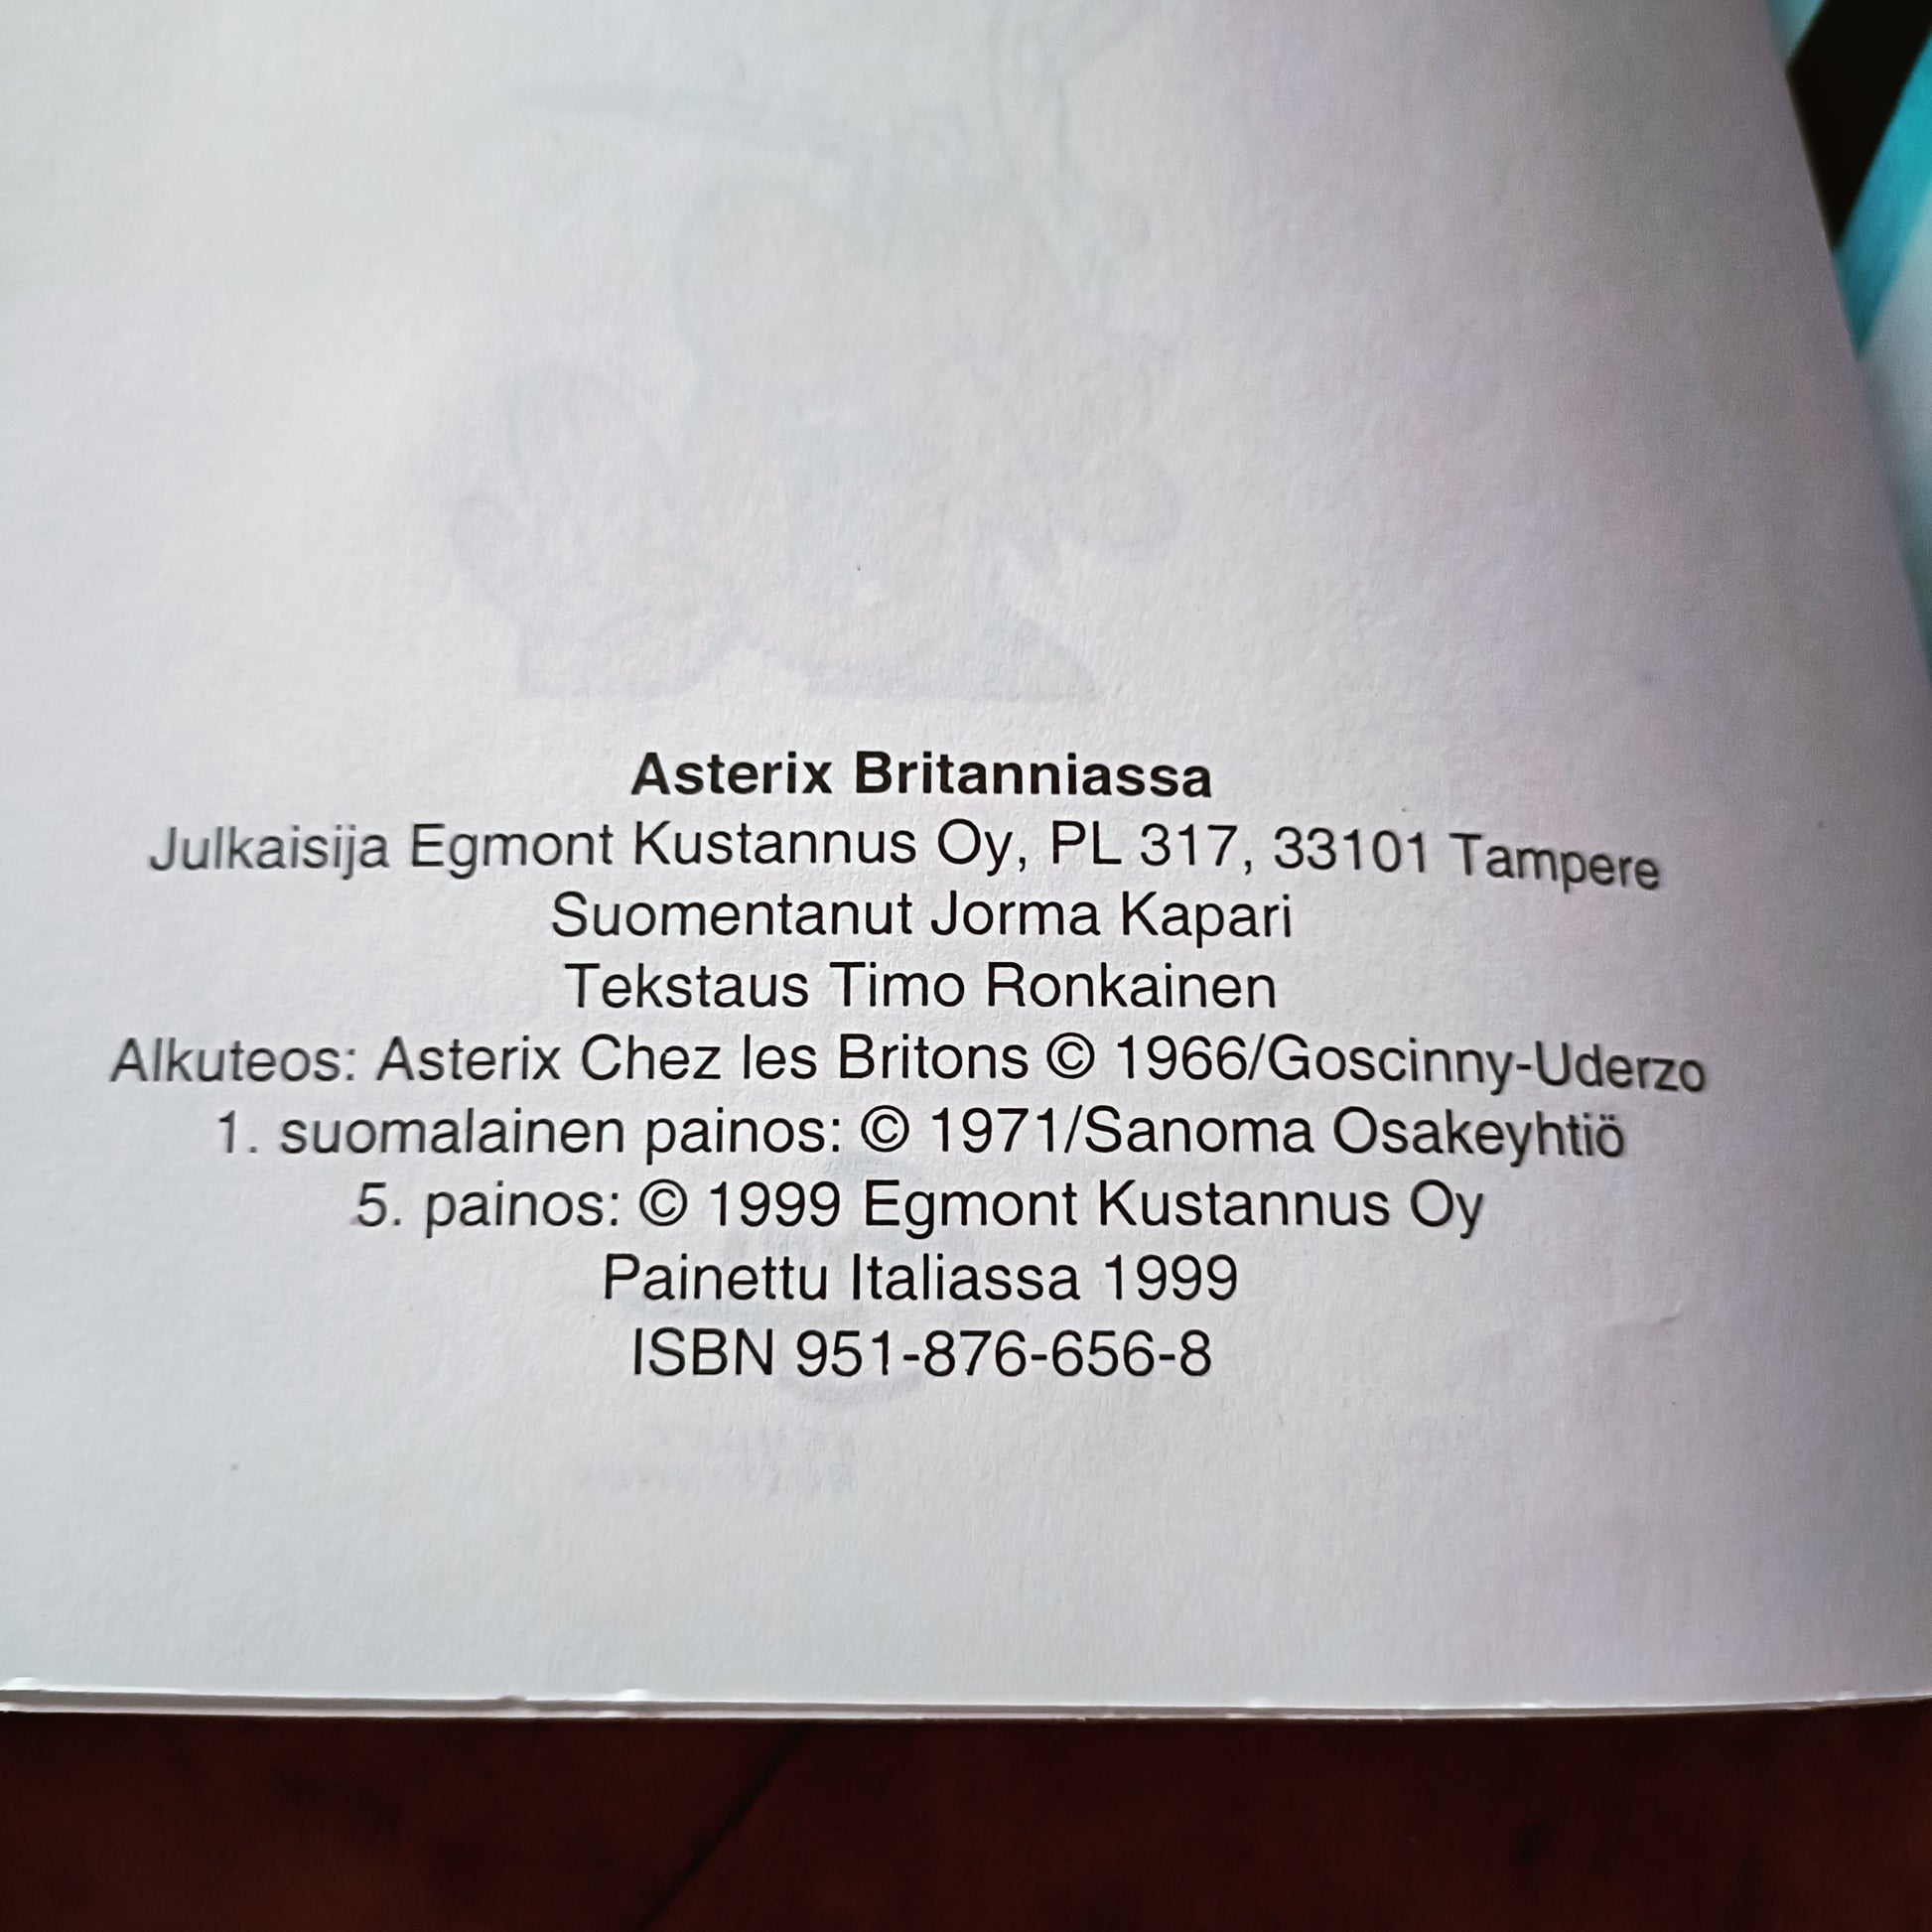 Asterix Britanniassa
Julkaisija Egmont Kustannus Oy, PL 317, 33101 Tampere
Suomentanut Jorma Kapari
Tekstaus Timo Ronkainen
Alkuteos: Asterix Chez les Britons © 1966/Goscinny-Uderzo
1. suomalainen painos: © 1971/Sanoma Osakeyhtiö
5. painos: © 1999 Egmont Kustannus Oy
Painettu Italiassa 1999
ISBN 951-876-656-8